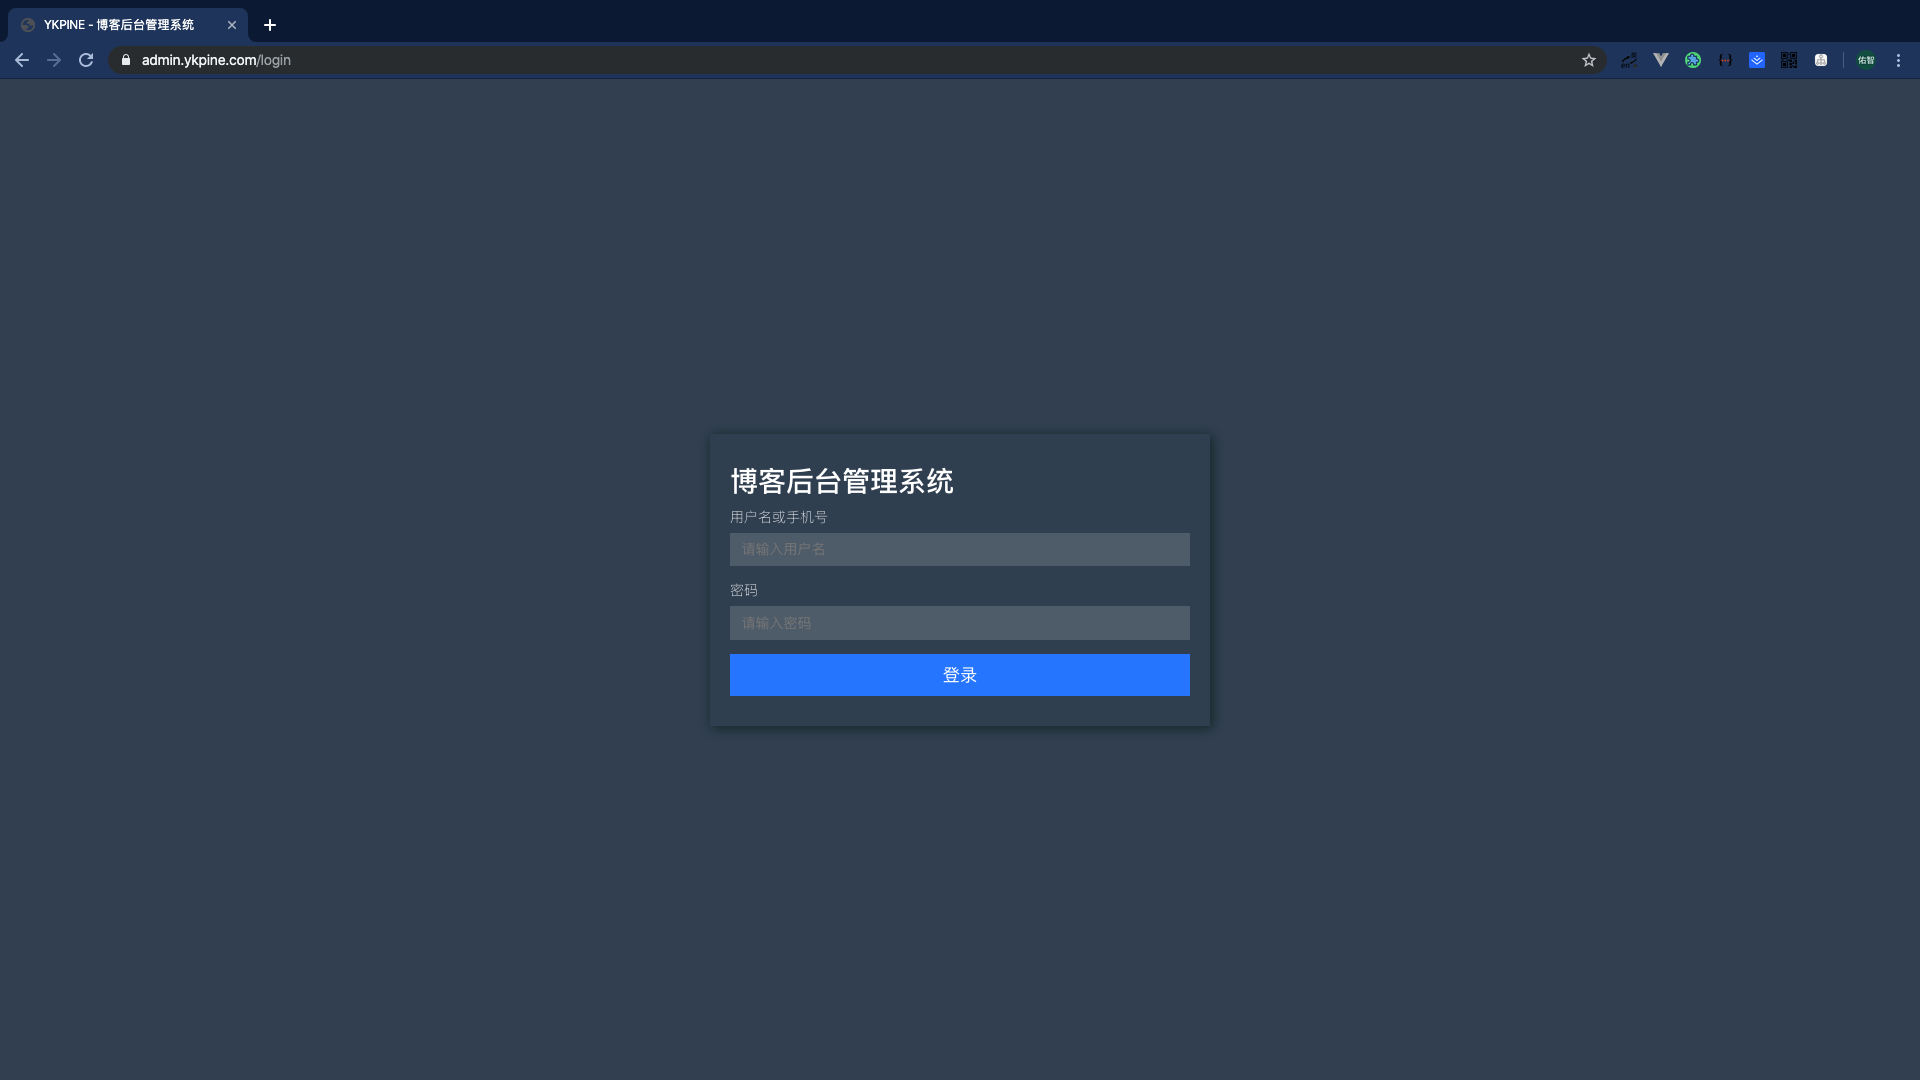 YKPINE - 博客后台管理系统
admin.ykpine.com/login
佑智
博客后台管理系统
用户名或手机号
请输入用户名
密码
请输入密码
登录